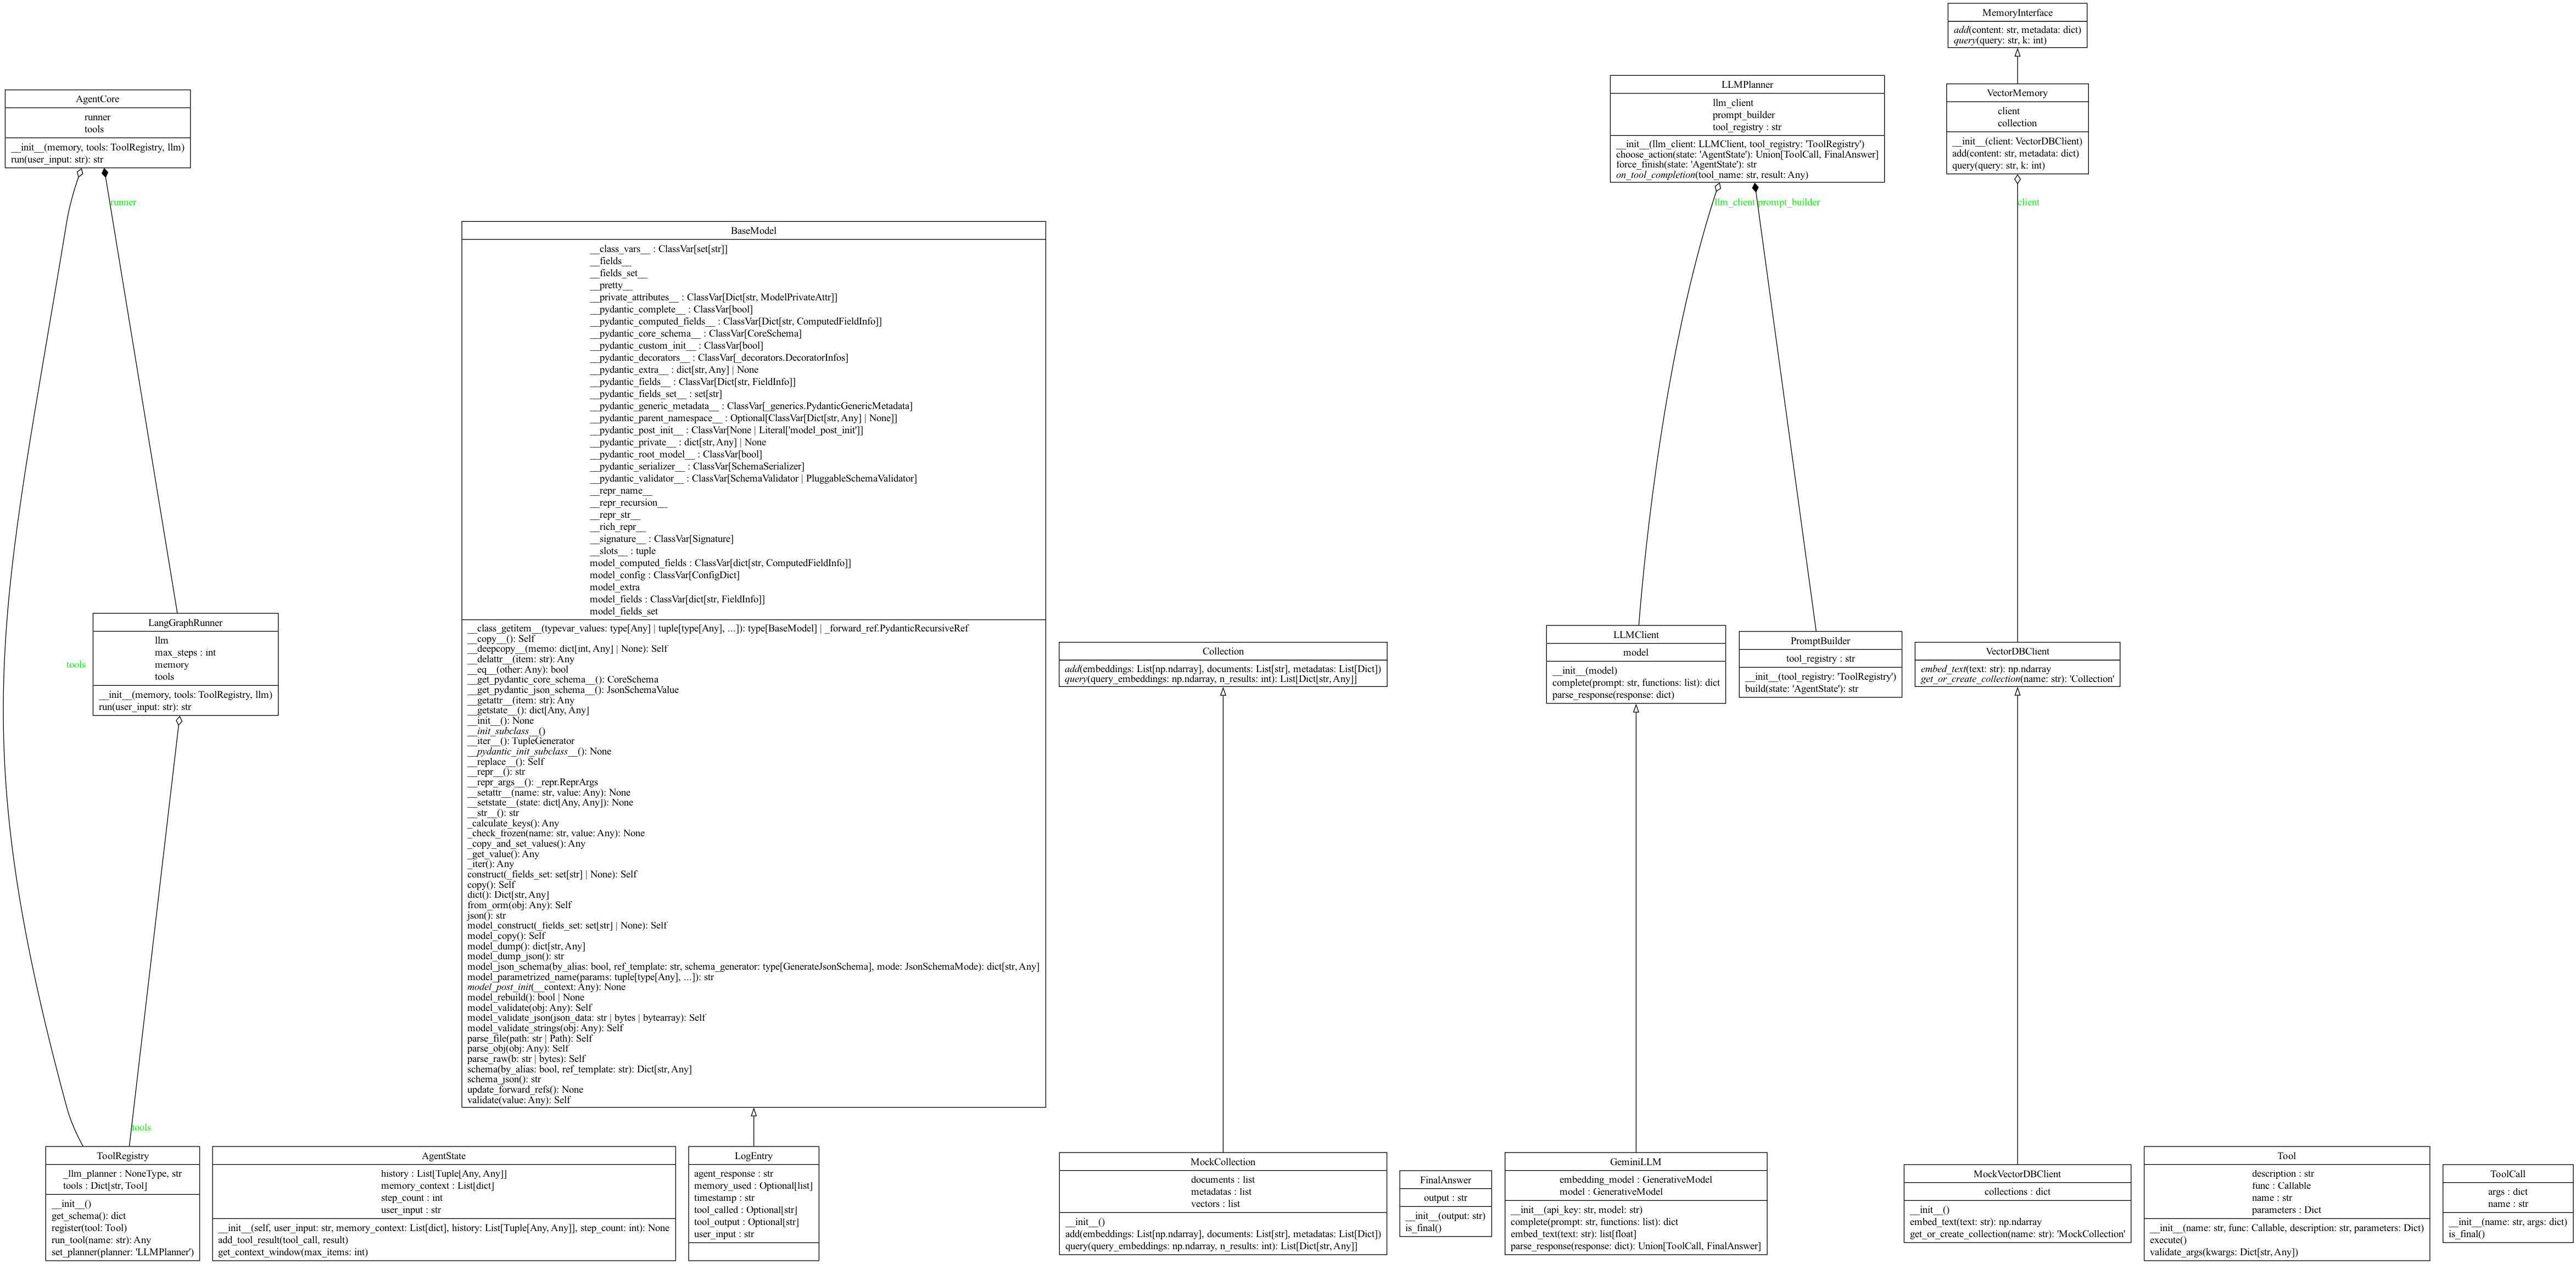 MemoryInterface
add(content: str, metadata: dict)
query(query: str, k: int)
AgentCore
runner
tools
__init__(memory, tools: ToolRegistry, llm)
run(user_input: str): str
runner
LLMPlanner
llm_client
prompt_builder
tool_registry : str
__init__(llm_client: LLMClient, tool_registry: 'ToolRegistry')
choose_action(state: 'AgentState'): Union[ToolCall, FinalAnswer]
force_finish(state: 'AgentState'): str
on_tool_completion(tool_name: str, result: Any)
llm_client
prompt_builder
VectorMemory
client
collection
__init__(client: VectorDBClient)
add(content: str, metadata: dict)
query(query: str, k: int)
client
BaseModel
__class_vars__ : ClassVar[set[str]]
__fields__
__fields_set__
__pretty__
__private_attributes__ : ClassVar[Dict[str, ModelPrivateAttr]]
__pydantic_complete__ : ClassVar[bool]
__pydantic_computed_fields__ : ClassVar[Dict[str, ComputedFieldInfo]]
__pydantic_core_schema__ : ClassVar[CoreSchema]
__pydantic_custom_init__ : ClassVar[bool]
__pydantic_decorators__ : ClassVar[_decorators.DecoratorInfos]
__pydantic_extra__ : dict[str, Any] | None
__pydantic_fields__ : ClassVar[Dict[str, FieldInfo]]
__pydantic_fields_set__ : set[str]
__pydantic_generic_metadata__ : ClassVar[_generics.PydanticGenericMetadata]
__pydantic_parent_namespace__ : Optional[ClassVar[Dict[str, Any] | None]]
__pydantic_post_init__ : ClassVar[None | Literal['model_post_init']]
__pydantic_private__ : dict[str, Any] | None
__pydantic_root_model__ : ClassVar[bool]
__pydantic_serializer__ : ClassVar[SchemaSerializer]
__pydantic_validator__ : ClassVar[SchemaValidator | PluggableSchemaValidator]
__repr_name__
__repr_recursion__
__repr_str__
__rich_repr__
__signature__ : ClassVar[Signature]
__slots__ : tuple
model_computed_fields : ClassVar[dict[str, ComputedFieldInfo]]
model_config : ClassVar[ConfigDict]
model_extra
model_fields : ClassVar[dict[str, FieldInfo]]
model_fields_set
__class_getitem__(typevar_values: type[Any] | tuple[type[Any], ...]): type[BaseModel] | _forward_ref.PydanticRecursiveRef
__copy__(): Self
__deepcopy__(memo: dict[int, Any] | None): Self
__delattr__(item: str): Any
__eq__(other: Any): bool
__get_pydantic_core_schema__(): CoreSchema
__get_pydantic_json_schema__(): JsonSchemaValue
__getattr__(item: str): Any
__getstate__(): dict[Any, Any]
__init__(): None
__init_subclass__()
__iter__(): TupleGenerator
__pydantic_init_subclass__(): None
__replace__(): Self
__repr__(): str
__repr_args__(): _repr.ReprArgs
__setattr__(name: str, value: Any): None
__setstate__(state: dict[Any, Any]): None
__str__(): str
_calculate_keys(): Any
_check_frozen(name: str, value: Any): None
_copy_and_set_values(): Any
_get_value(): Any
_iter(): Any
construct(_fields_set: set[str] | None): Self
copy(): Self
dict(): Dict[str, Any]
from_orm(obj: Any): Self
json(): str
model_construct(_fields_set: set[str] | None): Self
model_copy(): Self
model_dump(): dict[str, Any]
model_dump_json(): str
model_json_schema(by_alias: bool, ref_template: str, schema_generator: type[GenerateJsonSchema], mode: JsonSchemaMode): dict[str, Any]
model_parametrized_name(params: tuple[type[Any], ...]): str
model_post_init(__context: Any): None
model_rebuild(): bool | None
model_validate(obj: Any): Self
model_validate_json(json_data: str | bytes | bytearray): Self
model_validate_strings(obj: Any): Self
parse_file(path: str | Path): Self
parse_obj(obj: Any): Self
parse_raw(b: str | bytes): Self
schema(by_alias: bool, ref_template: str): Dict[str, Any]
schema_json(): str
update_forward_refs(): None
validate(value: Any): Self
tools
LangGraphRunner
llm
max_steps : int
memory
tools
__init__(memory, tools: ToolRegistry, llm)
run(user_input: str): str
Collection
add(embeddings: List[np.ndarray], documents: List[str], metadatas: List[Dict])
query(query_embeddings: np.ndarray, n_results: int): List[Dict[str, Any]]
LLMClient
model
__init__(model)
complete(prompt: str, functions: list): dict
parse_response(response: dict)
PromptBuilder
tool_registry : str
__init__(tool_registry: 'ToolRegistry')
build(state: 'AgentState'): str
VectorDBClient
embed_text(text: str): np.ndarray
get_or_create_collection(name: str): 'Collection'
tools
ToolRegistry
_llm_planner : NoneType, str
tools : Dict[str, Tool]
__init__()
get_schema(): dict
register(tool: Tool)
run_tool(name: str): Any
set_planner(planner: 'LLMPlanner')
AgentState
history : List[Tuple[Any, Any]]
memory_context : List[dict]
step_count : int
user_input : str
__init__(self, user_input: str, memory_context: List[dict], history: List[Tuple[Any, Any]], step_count: int): None
add_tool_result(tool_call, result)
get_context_window(max_items: int)
LogEntry
agent_response : str
memory_used : Optional[list]
timestamp : str
tool_called : Optional[str]
tool_output : Optional[str]
user_input : str
MockCollection
documents : list
metadatas : list
vectors : list
__init__()
add(embeddings: List[np.ndarray], documents: List[str], metadatas: List[Dict])
query(query_embeddings: np.ndarray, n_results: int): List[Dict[str, Any]]
FinalAnswer
output : str
__init__(output: str)
is_final()
GeminiLLM
embedding_model : GenerativeModel
model : GenerativeModel
__init__(api_key: str, model: str)
complete(prompt: str, functions: list): dict
embed_text(text: str): list[float]
parse_response(response: dict): Union[ToolCall, FinalAnswer]
MockVectorDBClient
collections : dict
__init__()
embed_text(text: str): np.ndarray
get_or_create_collection(name: str): 'MockCollection'
Tool
description : str
func : Callable
name : str
parameters : Dict
__init__(name: str, func: Callable, description: str, parameters: Dict)
execute()
validate_args(kwargs: Dict[str, Any])
ToolCall
args : dict
name : str
__init__(name: str, args: dict)
is_final()